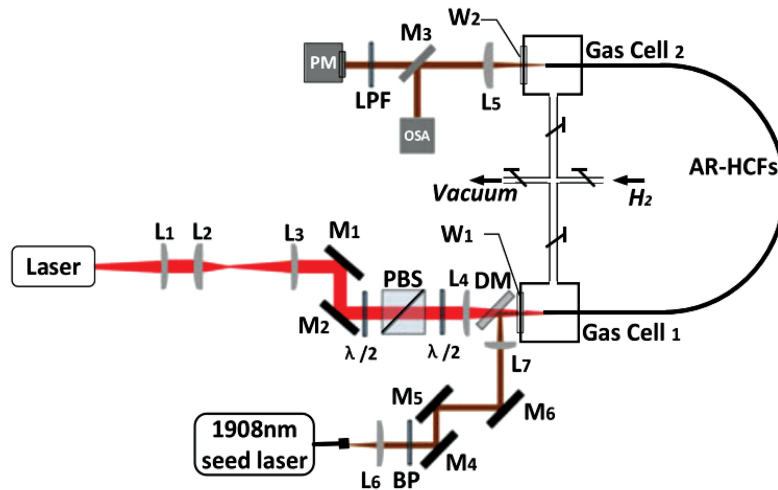 W2
M3
PM
Gas Cell 2
LPF
L5
OSA
AR-HCFs
Vacuum
H2
W1
L1
L2
L3
M1
Laser
PBS
L4
DM
M2
λ/2
λ/2
Gas Cell 1
L7
M5
M6
1908nm
seed laser
L6
BP
M4